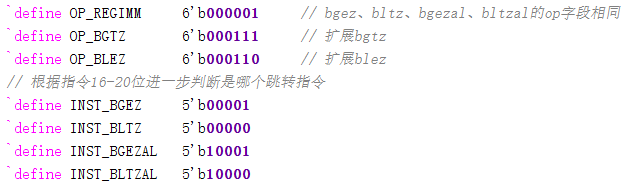 `define OP_REGIMM    6'b000001    // bgez、bltz、bgezal、bltzal的op字段相同
`define OP_BGTZ      6'b000111    // 扩展bgtz
`define OP_BLEZ      6'b000110    // 扩展blez
// 根据指令16-20位进一步判断是哪个跳转指令
`define INST_BGEZ    5'b00001
`define INST_BLTZ    5'b00000
`define INST_BGEZAL  5'b10001
`define INST_BLTZAL  5'b10000